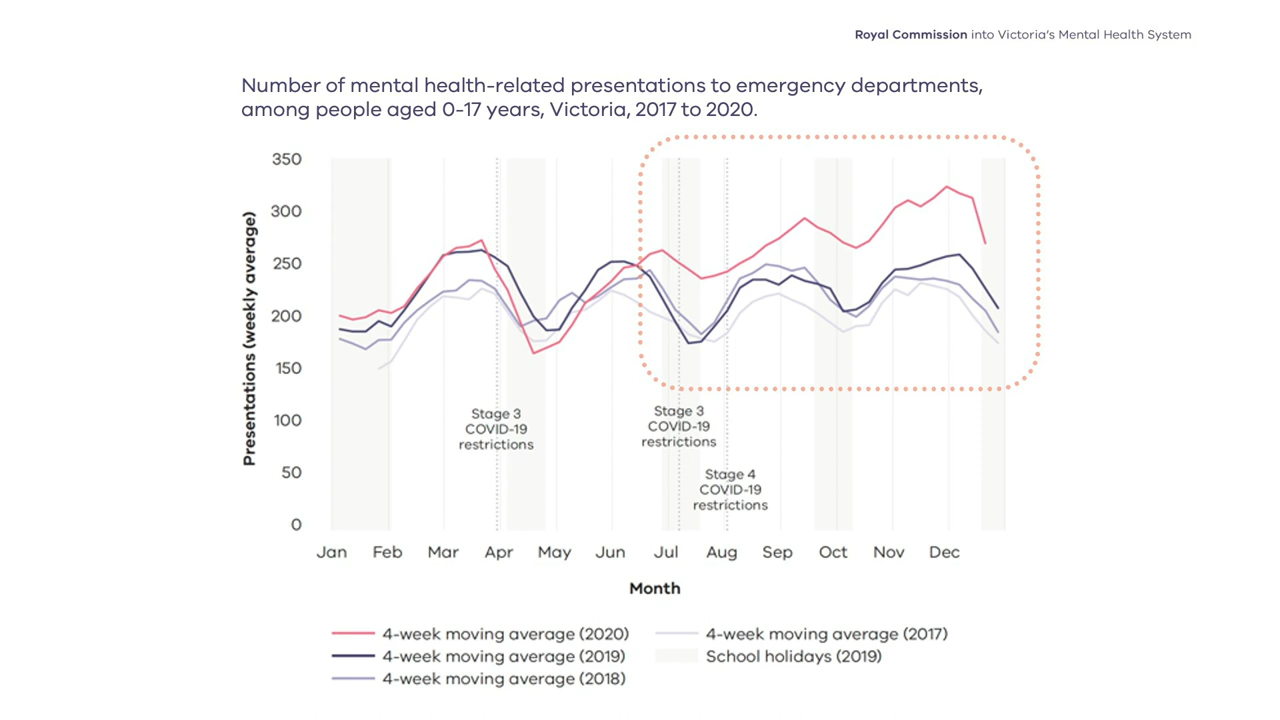 Royal Commission into Victoria's Mental Health System
Number of mental health-related presentations to emergency departments,
among people aged 0-17 years, Victoria, 2017 to 2020.
Presentations (weekly average)
350
300
250
200
150
100
50
0
Stage 3
COVID-19
restrictions
Stage 3
COVID-19
restrictions
Stage 4
COVID-19
restrictions
Jan Feb Mar Apr May Jun Jul Aug Sep Oct Nov Dec
Month
4-week moving average (2020)
4-week moving average (2019)
4-week moving average (2018)
4-week moving average (2017)
School holidays (2019)